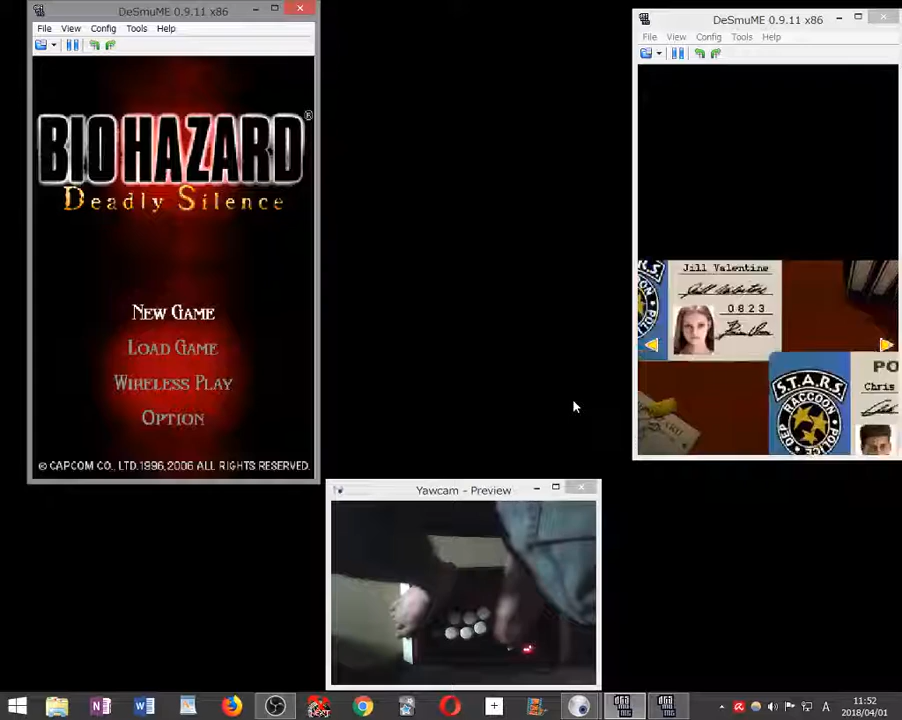 DeSmuME 0.9.11 x86
File View Config Tools Help
BIOHAZARD®
Deadly Silence
NEW GAME
LOAD GAME
WIRELESS PLAY
OPTION
© CAPCOM CO., LTD.1996,2006 ALL RIGHTS RESERVED.
DeSmuME 0.9.11 x86
File View Config Tools Help
Jill Valentine
0823
S.T.A.R.S.
RACCOON
POLICE
DEP
PO
Chris
Yawcam - Preview
A
11:52
2018/04/01